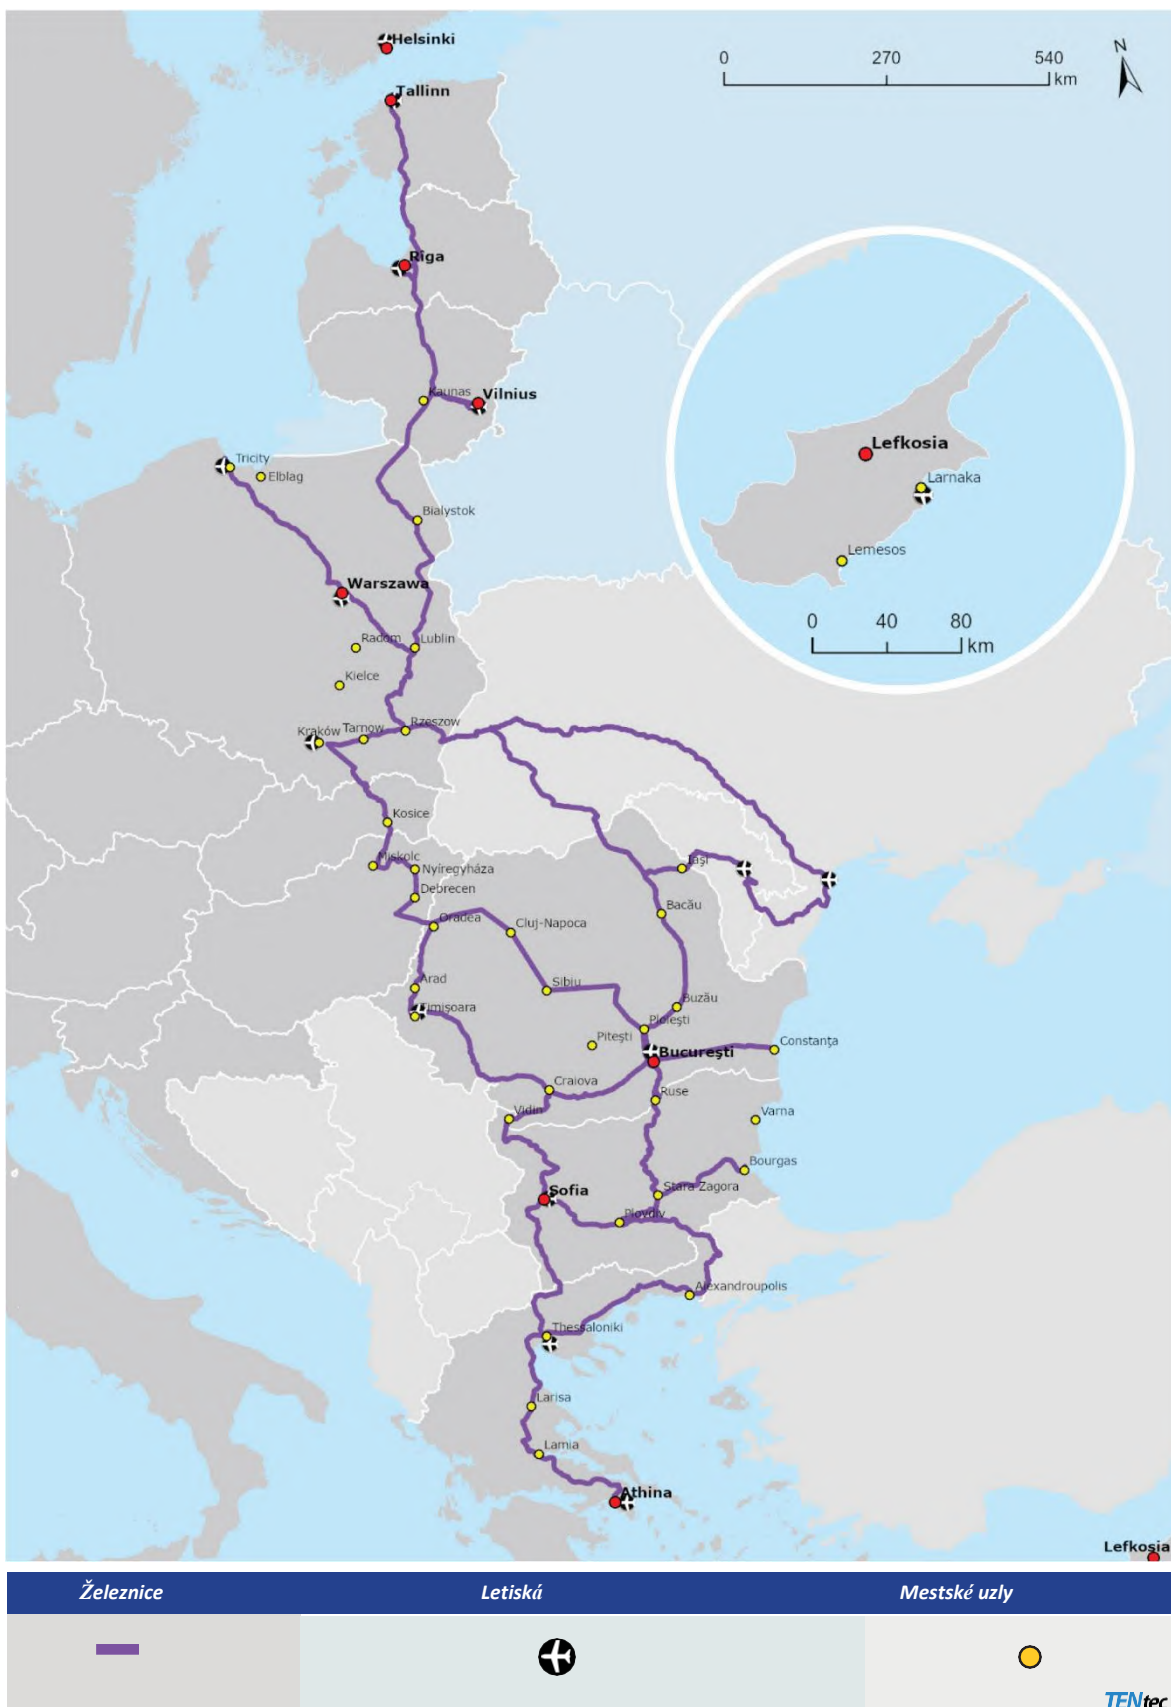 Helsinki
0 270 540
km
N
Tallinn
Rīga
Kaunas
Vilnius
Tricity
Elblag
Bialystok
Warszawa
Radom
Lublin
Kielce
Rzeszow
Kraków
Tarnow
Kosice
Miskolc
Nyíregyháza
Debrecen
Iaşi
Oradea
Cluj-Napoca
Bacău
Arad
Sibiu
Timişoara
Buzău
Ploieşti
Piteşti
Bucureşti
Constanţa
Craiova
Ruse
Vidin
Varna
Bourgas
Sofia
Stara Zagora
Plovdiv
Alexandroupolis
Thessaloniki
Larisa
Lamia
Athina
Lefkosia
Larnaka
Lemesos
0 40 80
km
Lefkosia
Železnice Letiská Mestské uzly
TENtec